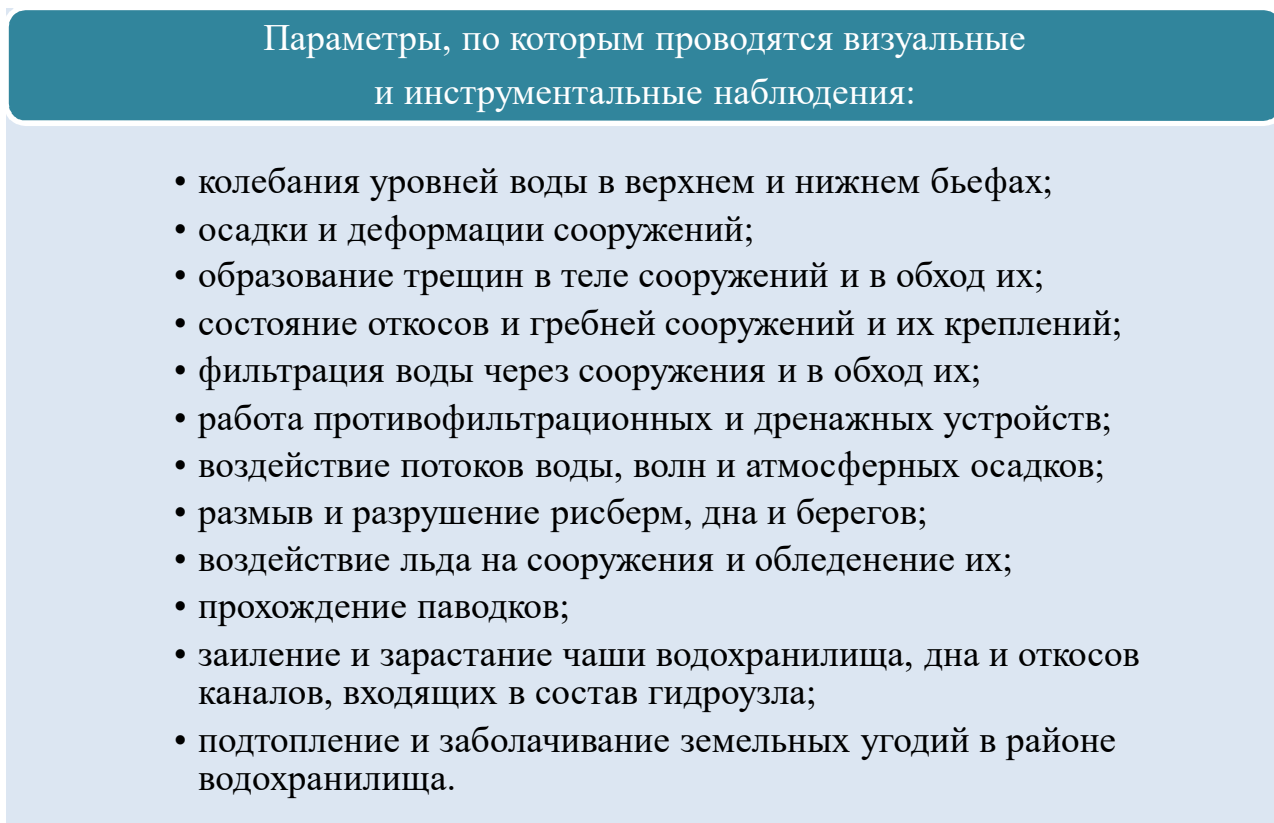 Параметры, по которым проводятся визуальные
и инструментальные наблюдения:
• колебания уровней воды в верхнем и нижнем бьефах;
• осадки и деформации сооружений;
• образование трещин в теле сооружений и в обход их;
• состояние откосов и гребней сооружений и их креплений;
• фильтрация воды через сооружения и в обход их;
• работа противофильтрационных и дренажных устройств;
• воздействие потоков воды, волн и атмосферных осадков;
• размыв и разрушение рисберм, дна и берегов;
• воздействие льда на сооружения и обледенение их;
• прохождение паводков;
• заиление и зарастание чаши водохранилища, дна и откосов
каналов, входящих в состав гидроузла;
• подтопление и заболачивание земельных угодий в районе
водохранилища.